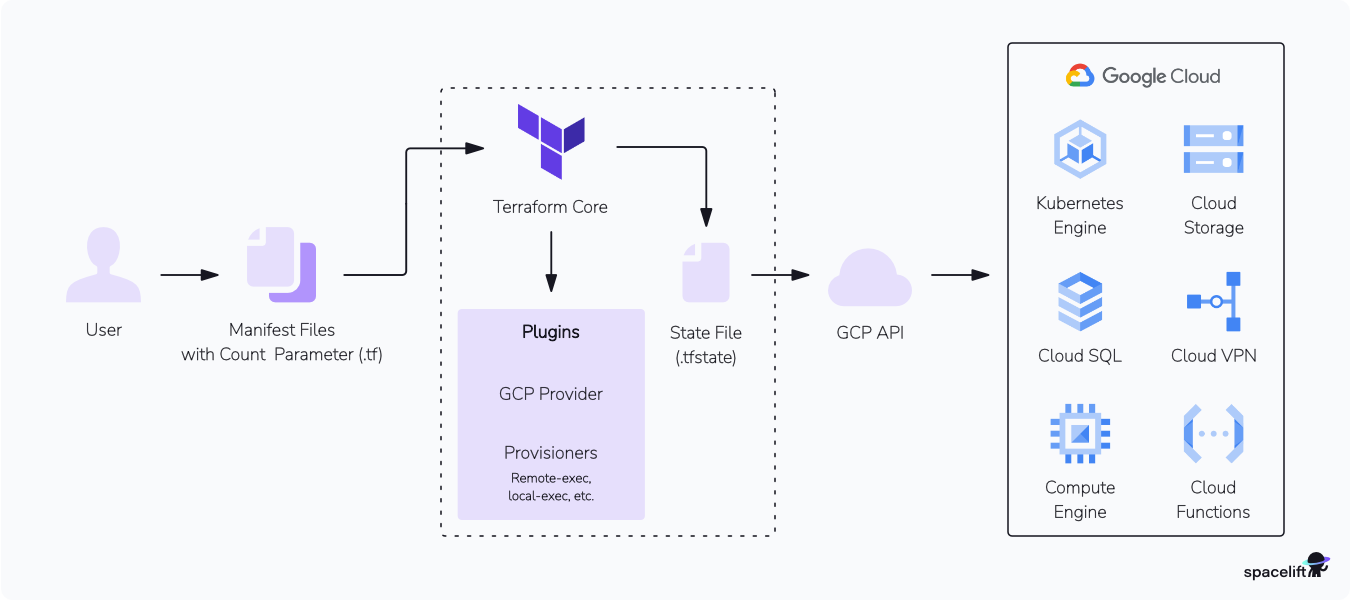 User
Manifest Files
with Count Parameter (.tf)
Terraform Core
Plugins
GCP Provider
Provisioners
Remote-exec,
local-exec, etc.
State File
(.tfstate)
GCP API
Google Cloud
Kubernetes
Engine
Cloud
Storage
Cloud SQL
Cloud VPN
Compute
Engine
Cloud
Functions
spacelift